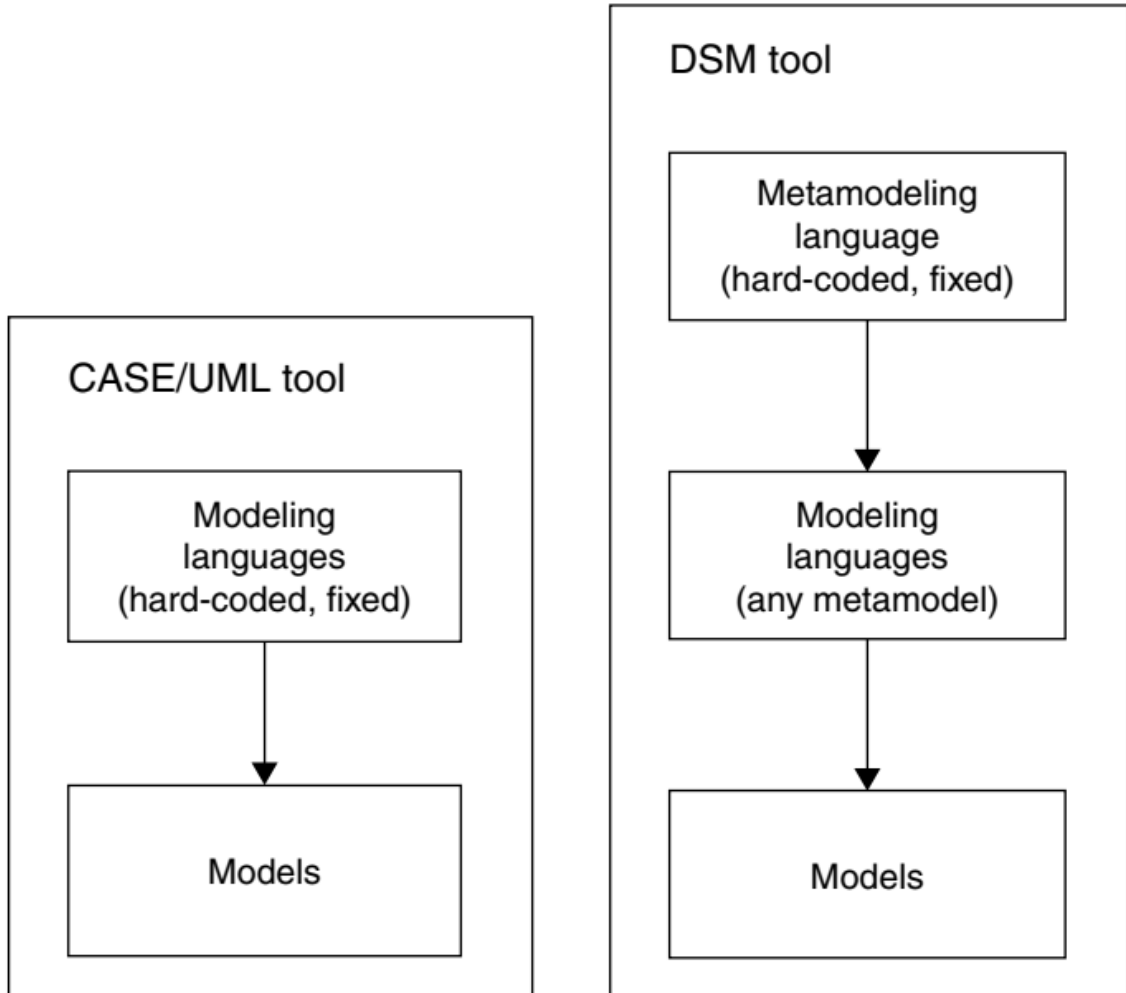 CASE/UML tool
Modeling
languages
(hard-coded, fixed)
Models
DSM tool
Metamodeling
language
(hard-coded, fixed)
Modeling
languages
(any metamodel)
Models